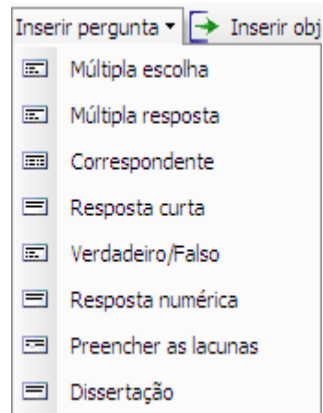 Inserir pergunta Inserir obj
Múltipla escolha
Múltipla resposta
Correspondente
Resposta curta
Verdadeiro/Falso
Resposta numérica
Preencher as lacunas
Dissertação